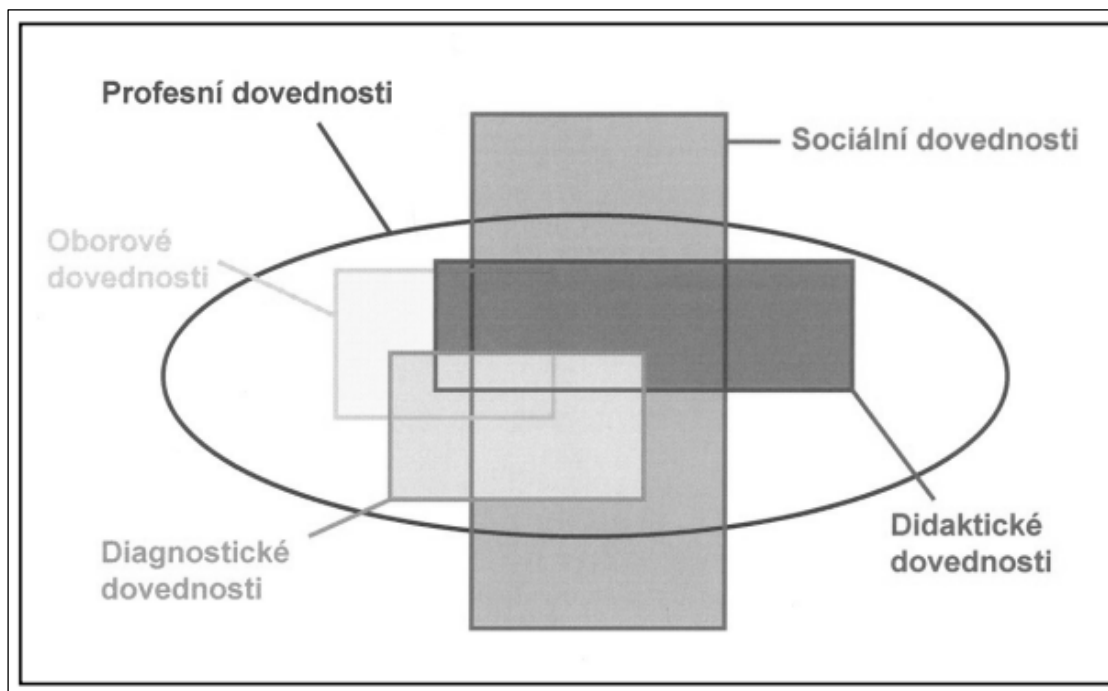 Profesní dovednosti
Sociální dovednosti
Oborové
dovednosti
Didaktické
dovednosti
Diagnostické
dovednosti